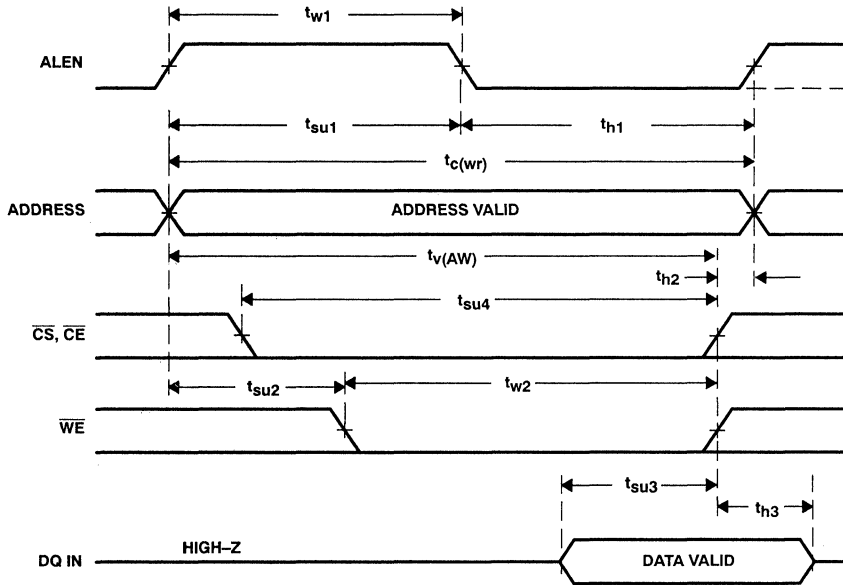 tw1
ALEN
tsu1
th1
tc(wr)
ADDRESS
ADDRESS VALID
tv(AW)
th2
tsu4
CS, CE
tsu2
tw2
WE
tsu3
th3
HIGH–Z
DQ IN
DATA VALID